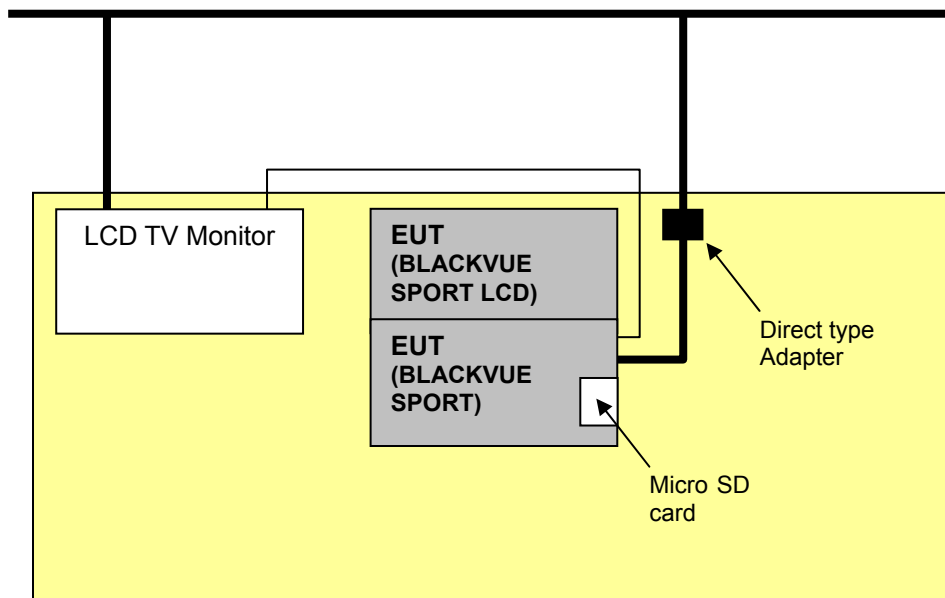 LCD TV Monitor
EUT
(BLACKVUE
SPORT LCD)
EUT
(BLACKVUE
SPORT)
Direct type
Adapter
Micro SD
card